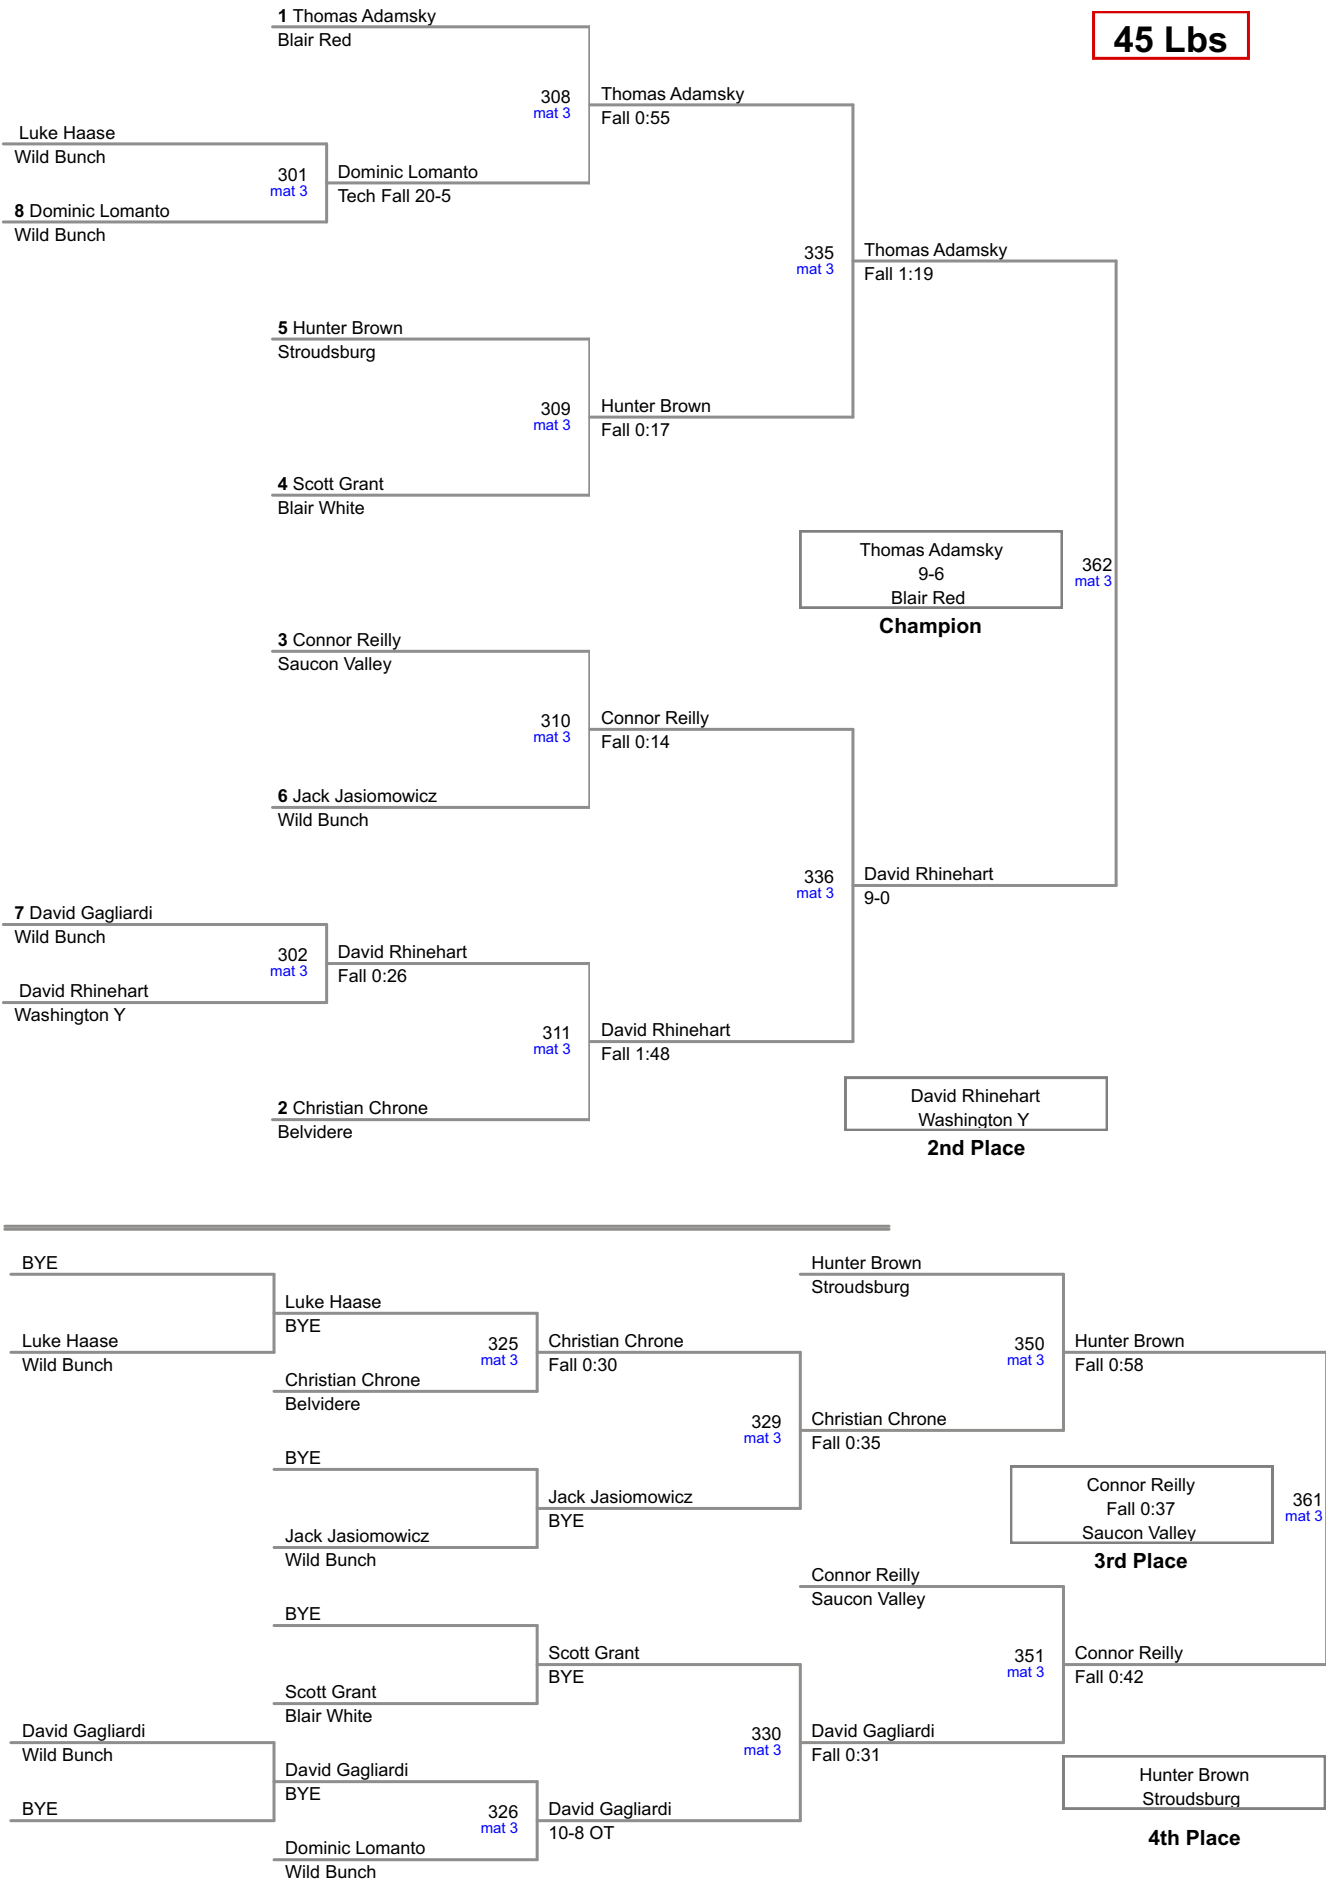 1 Thomas Adamsky
Blair Red
45 Lbs
308
mat 3
Thomas Adamsky
Fall 0:55
Luke Haase
Wild Bunch
301
mat 3
Dominic Lomanto
Tech Fall 20-5
8 Dominic Lomanto
Wild Bunch
335
mat 3
Thomas Adamsky
Fall 1:19
5 Hunter Brown
Stroudsburg
309
mat 3
Hunter Brown
Fall 0:17
4 Scott Grant
Blair White
Thomas Adamsky
9-6
Blair Red
Champion
362
mat 3
3 Connor Reilly
Saucon Valley
310
mat 3
Connor Reilly
Fall 0:14
6 Jack Jasiomowicz
Wild Bunch
336
mat 3
David Rhinehart
9-0
7 David Gagliardi
Wild Bunch
302
mat 3
David Rhinehart
Fall 0:26
David Rhinehart
Washington Y
311
mat 3
David Rhinehart
Fall 1:48
2 Christian Chrone
Belvidere
David Rhinehart
Washington Y
2nd Place
BYE
Hunter Brown
Stroudsburg
Luke Haase
BYE
Luke Haase
Wild Bunch
325
mat 3
Christian Chrone
Fall 0:30
350
mat 3
Hunter Brown
Fall 0:58
Christian Chrone
Belvidere
329
mat 3
Christian Chrone
Fall 0:35
BYE
Jack Jasiomowicz
BYE
Connor Reilly
Fall 0:37
Saucon Valley
3rd Place
361
mat 3
Jack Jasiomowicz
Wild Bunch
Connor Reilly
Saucon Valley
BYE
Scott Grant
BYE
351
mat 3
Connor Reilly
Fall 0:42
Scott Grant
Blair White
David Gagliardi
Wild Bunch
330
mat 3
David Gagliardi
Fall 0:31
David Gagliardi
BYE
Hunter Brown
Stroudsburg
4th Place
BYE
326
mat 3
David Gagliardi
10-8 OT
Dominic Lomanto
Wild Bunch